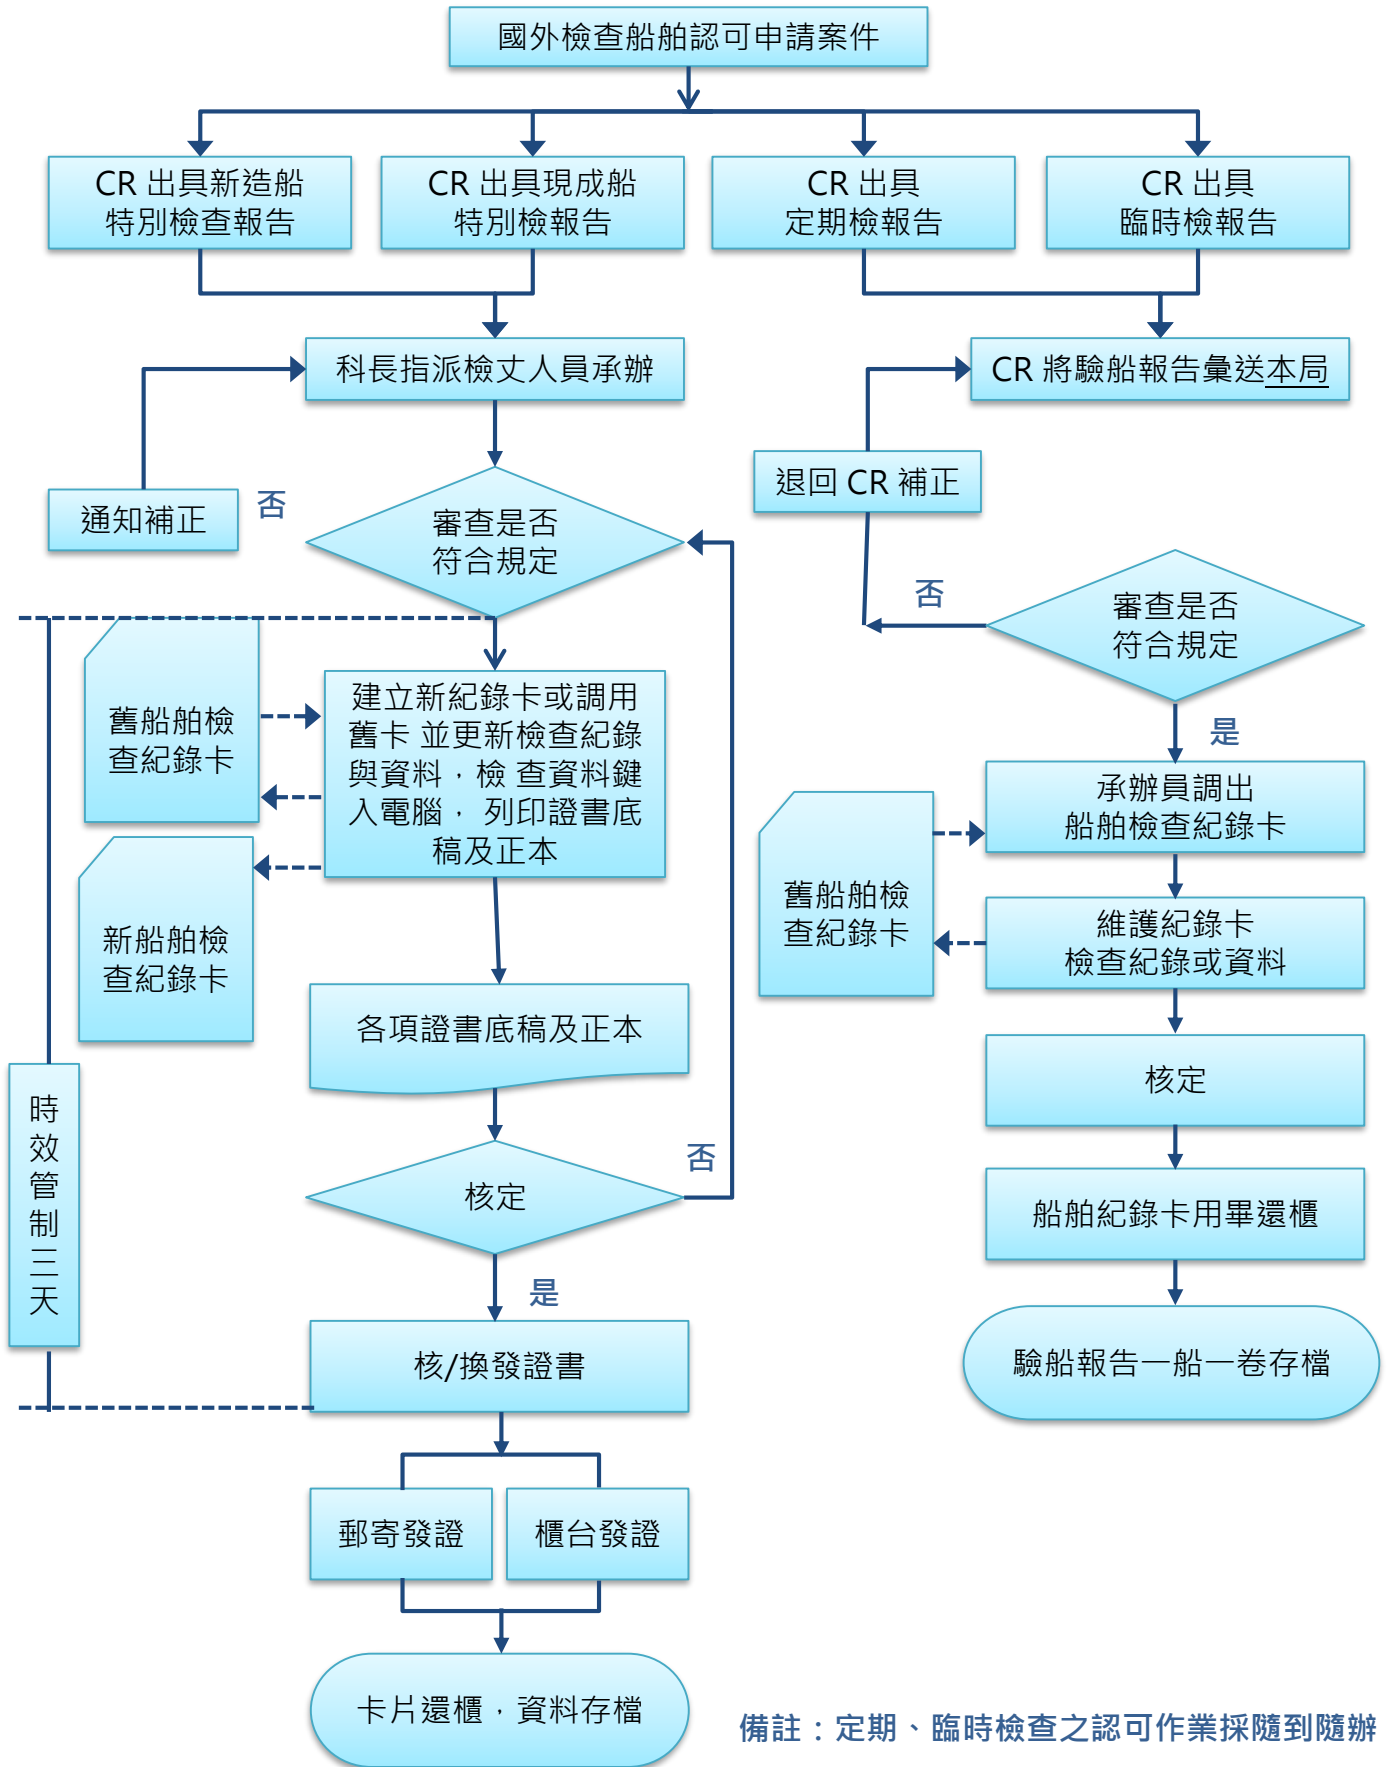 國外檢查船舶認可申請案件
CR 出具新造船
特別檢查報告
CR 出具現成船
特別檢報告
CR 出具
定期檢報告
CR 出具
臨時檢報告
科長指派檢丈人員承辦
CR 將驗船報告彙送本局
通知補正
否
審查是否
符合規定
退回 CR 補正
否
審查是否
符合規定
是
舊船舶檢
查紀錄卡
建立新紀錄卡或調用
舊卡 並更新檢查紀錄
與資料，檢 查資料鍵
入電腦， 列印證書底
稿及正本
新船舶檢
查紀錄卡
承辦員調出
船舶檢查紀錄卡
舊船舶檢
查紀錄卡
維護紀錄卡
檢查紀錄或資料
各項證書底稿及正本
核定
時
效
管
制
三
天
核定
否
是
船舶紀錄卡用畢還櫃
核/換發證書
驗船報告一船一卷存檔
郵寄發證
櫃台發證
卡片還櫃，資料存檔
備註：定期、臨時檢查之認可作業採隨到隨辦